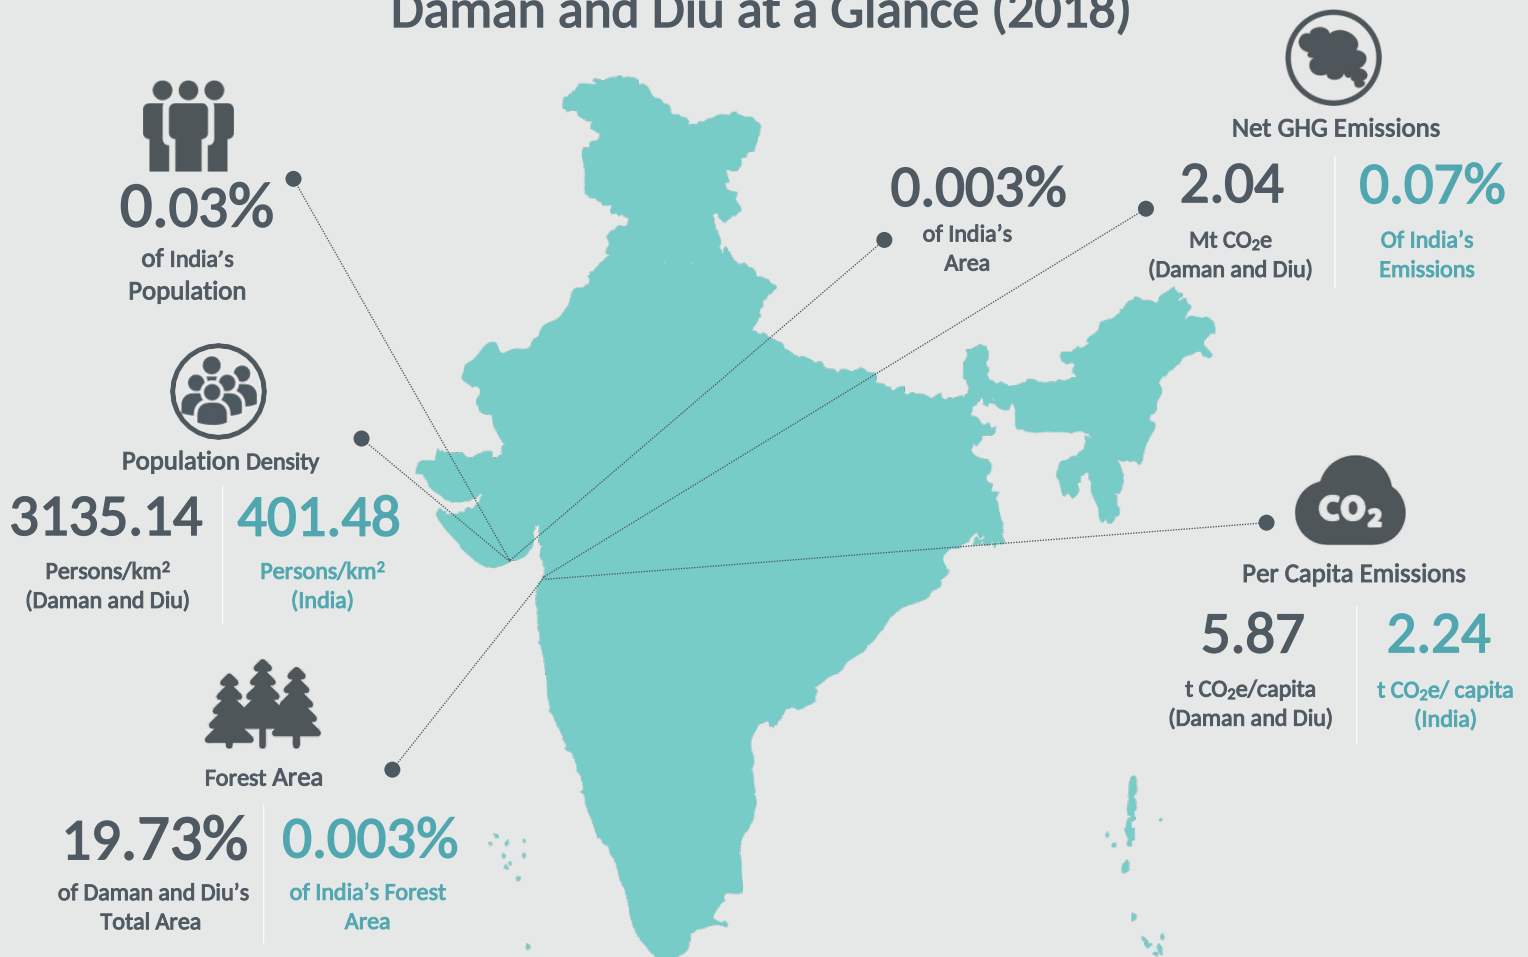 Daman and Diu at a Glance (2018)
0.03%
of India's
Population
Population Density
3135.14
Persons/km²
(Daman and Diu)
401.48
Persons/km²
(India)
Forest Area
19.73%
of Daman and Diu's
Total Area
0.003%
of India's Forest
Area
0.003%
of India's
Area
Net GHG Emissions
2.04
Mt CO₂e
(Daman and Diu)
0.07%
Of India's
Emissions
CO₂
Per Capita Emissions
5.87
t CO₂e/capita
(Daman and Diu)
2.24
t CO₂e/ capita
(India)